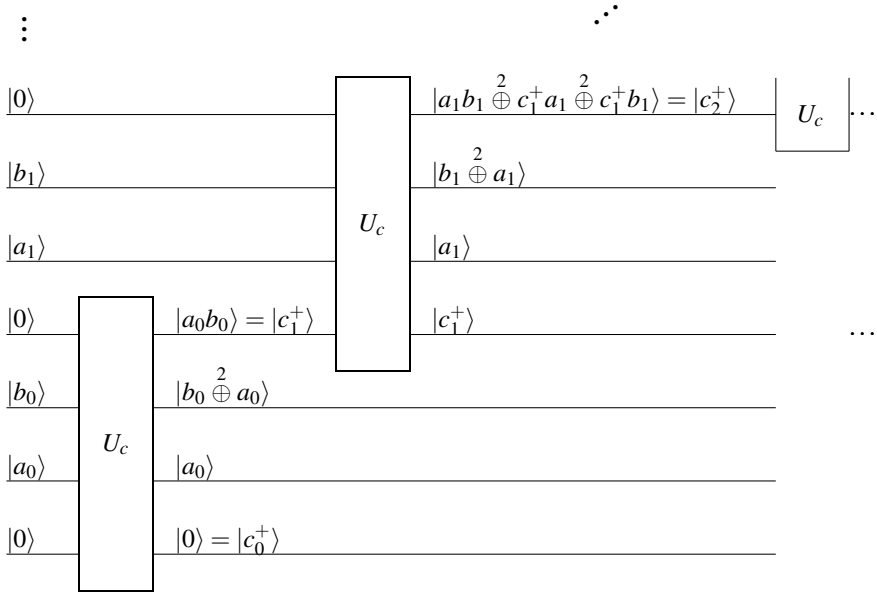 ⋮ ⋰
|0⟩ |a₁b₁ ⊕² c₁⁺a₁ ⊕² c₁⁺b₁⟩ = |c₂⁺⟩ U_c ⋯
|b₁⟩ |b₁ ⊕² a₁⟩
U_c
|a₁⟩ |a₁⟩
|0⟩ |a₀b₀⟩ = |c₁⁺⟩ |c₁⁺⟩ ⋯
|b₀⟩ |b₀ ⊕² a₀⟩
U_c
|a₀⟩ |a₀⟩
|0⟩ |0⟩ = |c₀⁺⟩